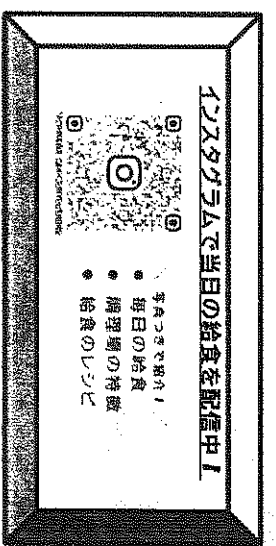 インスタグラムで当日の給食を配信中!
写真つきで紹介!
● 毎日の給食
● 調理場の特徴
● 給食のレシピ